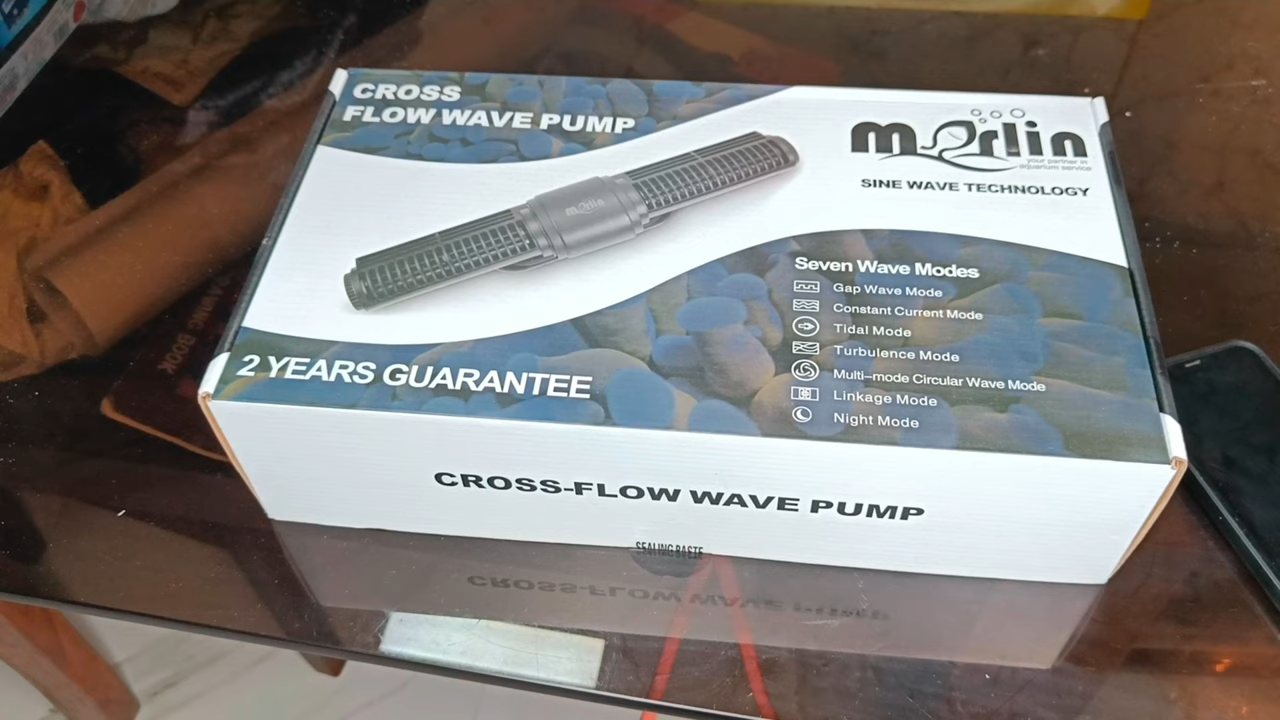 CROSS
FLOW WAVE PUMP
merlin
your partner in
aquarium service
SINE WAVE TECHNOLOGY
merlin
Seven Wave Modes
Gap Wave Mode
Constant Current Mode
Tidal Mode
Turbulence Mode
Multi-mode Circular Wave Mode
Linkage Mode
Night Mode
2 YEARS GUARANTEE
CROSS-FLOW WAVE PUMP
SEALING PASTE
BOOK